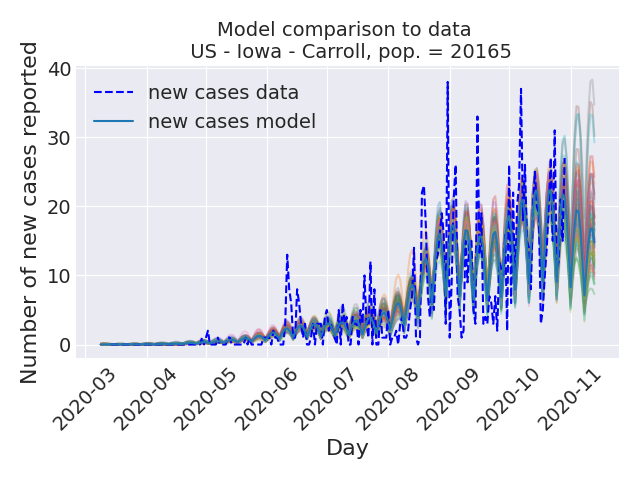 Model comparison to data
US - Iowa - Carroll, pop. = 20165
Number of new cases reported
40
30
20
10
0
new cases data
new cases model
2020-03
2020-04
2020-05
2020-06
2020-07
2020-08
2020-09
2020-10
2020-11
Day